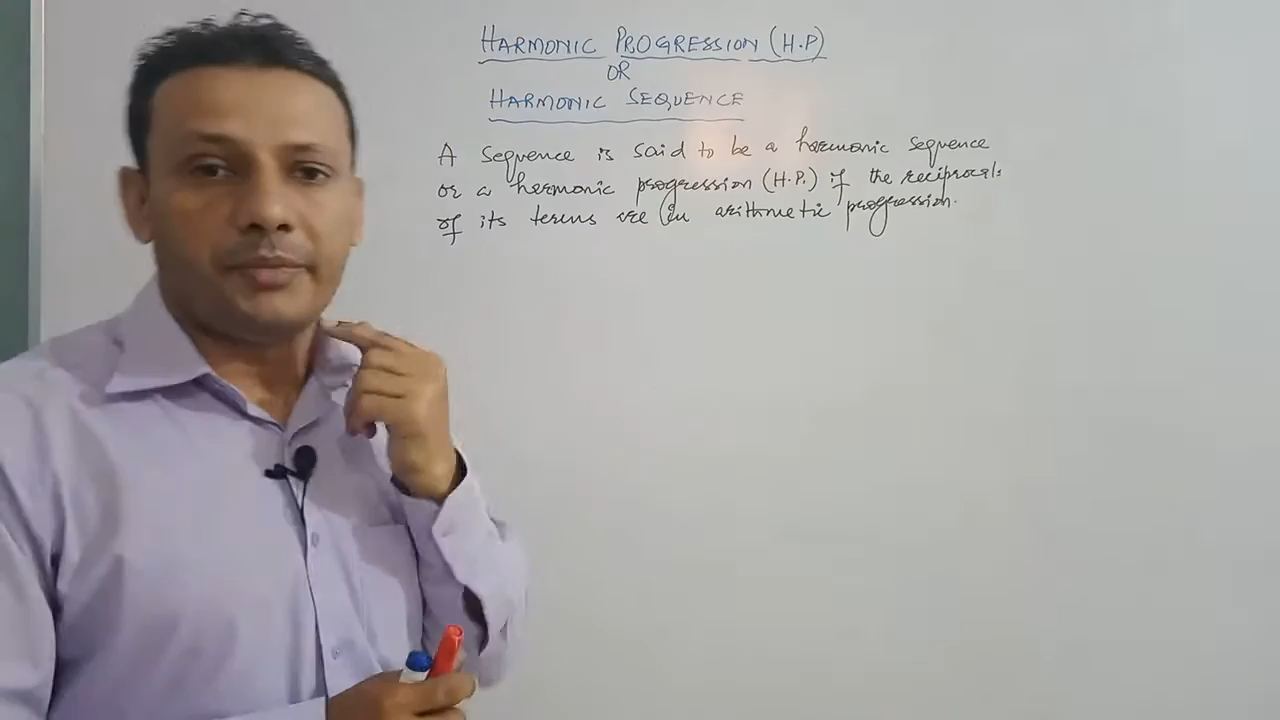 HARMONIC PROGRESSION (H.P)
OR
HARMONIC SEQUENCE
A sequence is said to be a harmonic sequence
or a harmonic progression (H.P.) if the reciprocals
of its terms are in arithmetic progression.